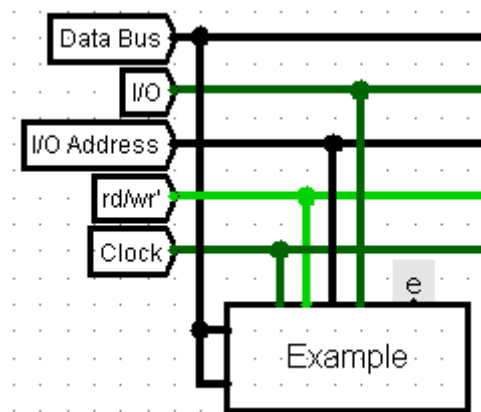 Data Bus
I/O
I/O Address
rd/wr'
Clock
e
Example